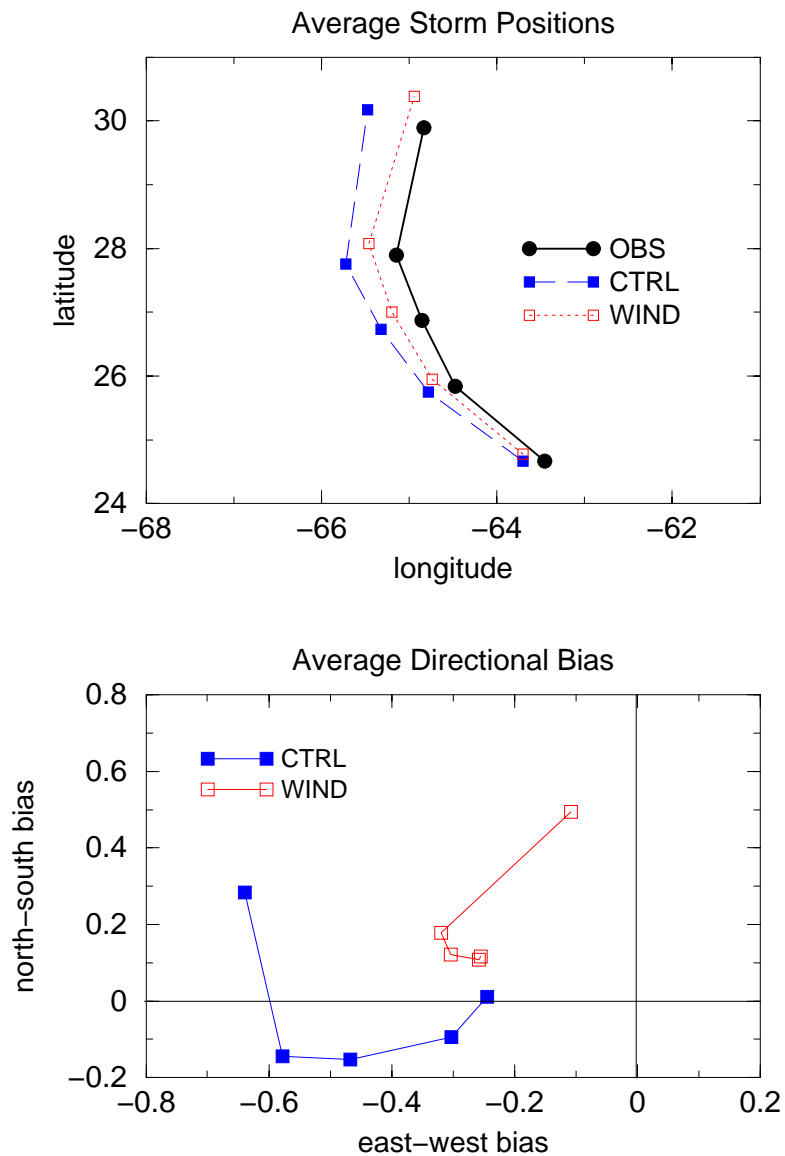 Average Storm Positions
30
28
26
24
latitude
OBS
CTRL
WIND
−68
−66
−64
−62
longitude
Average Directional Bias
0.8
0.6
0.4
0.2
0
−0.2
north−south bias
CTRL
WIND
−0.8
−0.6
−0.4
−0.2
0
0.2
east−west bias